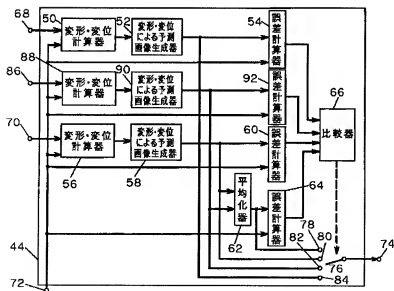 68
50
変形・変位
計算器
52
変形・変位
による予測
画像生成器
54
誤差計算器
86
88
変形・変位
計算器
90
変形・変位
による予測
画像生成器
92
誤差計算器
66
比較器
70
変形・変位
計算器
56
変形・変位
による予測
画像生成器
58
60
誤差計算器
平均化器
62
64
誤差計算器
78
80
82
76
74
84
44
72